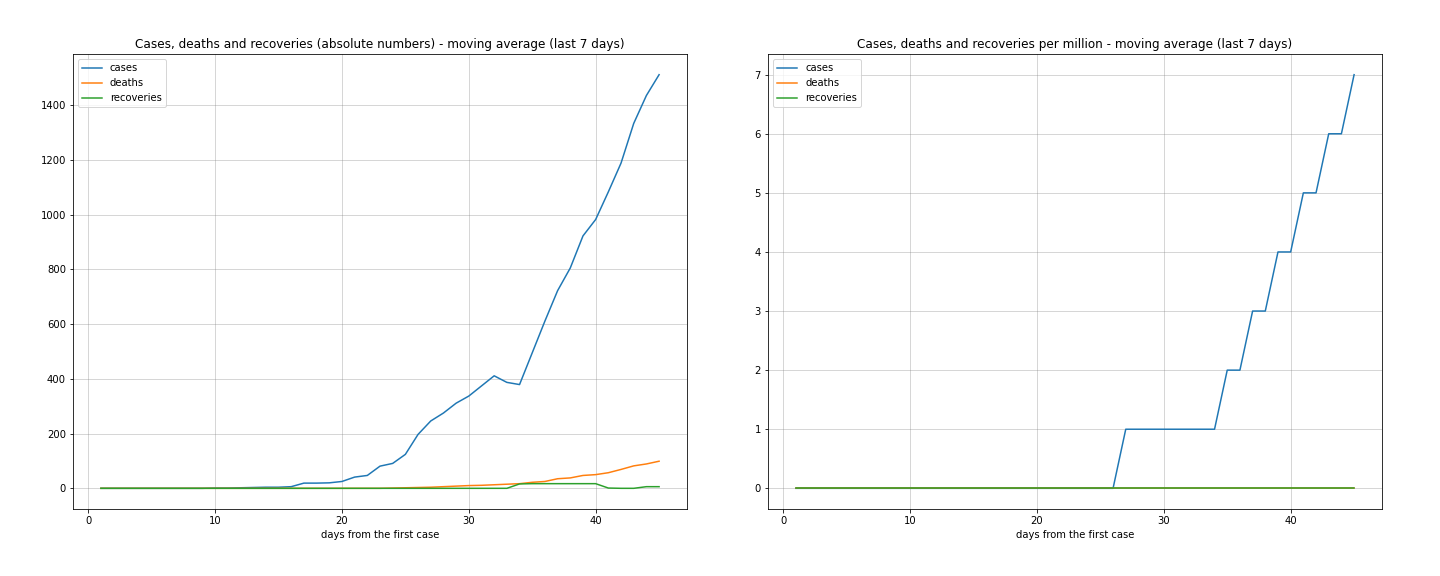 Cases, deaths and recoveries (absolute numbers) - moving average (last 7 days)
cases
deaths
recoveries
1400
1200
1000
800
600
400
200
0
0 10 20 30 40
days from the first case
Cases, deaths and recoveries per million - moving average (last 7 days)
cases
deaths
recoveries
7
6
5
4
3
2
1
0
0 10 20 30 40
days from the first case